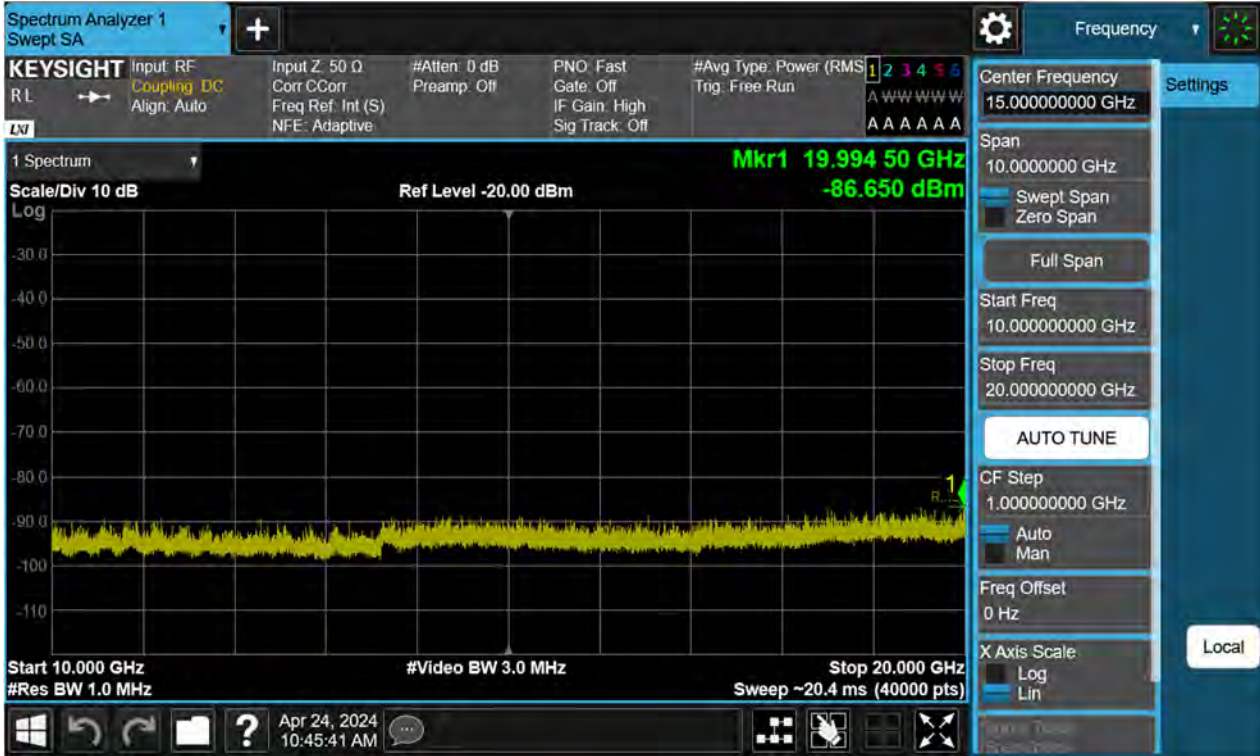 Spectrum Analyzer 1
Swept SA
+
Frequency
KEYSIGHT
RL
LXI
Input: RF
Coupling: DC
Align: Auto
Input Z: 50 Ω
Corr CCorr
Freq Ref: Int (S)
NFE: Adaptive
#Atten: 0 dB
Preamp: Off
PNO: Fast
Gate: Off
IF Gain: High
Sig Track: Off
#Avg Type: Power (RMS
Trig: Free Run
1 2 3 4 5 6
A W W W W W
A A A A A A
1 Spectrum
Scale/Div 10 dB
Log
Ref Level -20.00 dBm
Mkr1 19.994 50 GHz
-86.650 dBm
-30.0
-40.0
-50.0
-60.0
-70.0
-80.0
-90.0
-100
-110
1
Start 10.000 GHz
#Res BW 1.0 MHz
#Video BW 3.0 MHz
Stop 20.000 GHz
Sweep ~20.4 ms (40000 pts)
Center Frequency
15.000000000 GHz
Span
10.0000000 GHz
Swept Span
Zero Span
Full Span
Start Freq
10.000000000 GHz
Stop Freq
20.000000000 GHz
AUTO TUNE
CF Step
1.000000000 GHz
Auto
Man
Freq Offset
0 Hz
X Axis Scale
Log
Lin
Settings
Local
?
Apr 24, 2024
10:45:41 AM